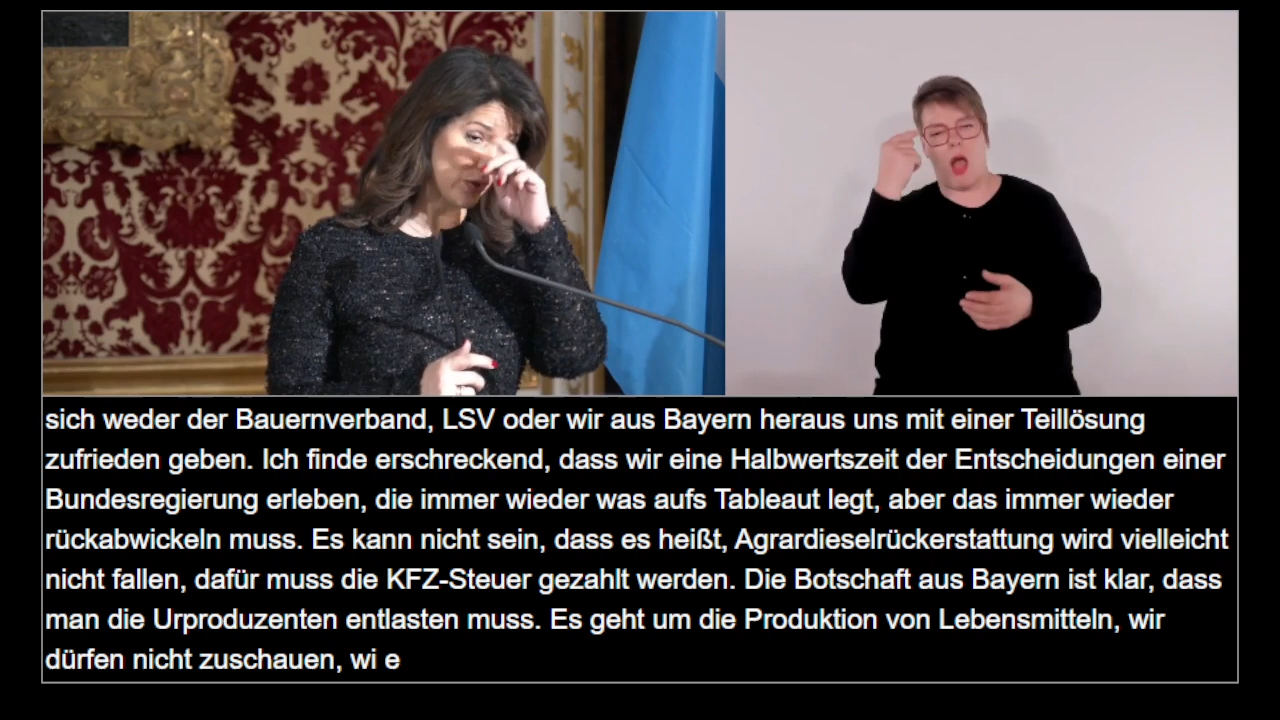 sich weder der Bauernverband, LSV oder wir aus Bayern heraus uns mit einer Teillösung
zufrieden geben. Ich finde erschreckend, dass wir eine Halbwertszeit der Entscheidungen einer
Bundesregierung erleben, die immer wieder was aufs Tableaut legt, aber das immer wieder
rückabwickeln muss. Es kann nicht sein, dass es heißt, Agrardieselrückerstattung wird vielleicht
nicht fallen, dafür muss die KFZ-Steuer gezahlt werden. Die Botschaft aus Bayern ist klar, dass
man die Urproduzenten entlasten muss. Es geht um die Produktion von Lebensmitteln, wir
dürfen nicht zuschauen, wi e